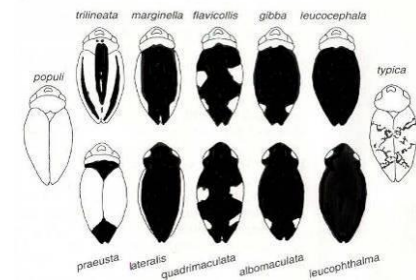 trilineata marginella flavicollis gibba leucocephala
populi
typica
praeusta lateralis quadrimaculata albomaculata leucophthalma